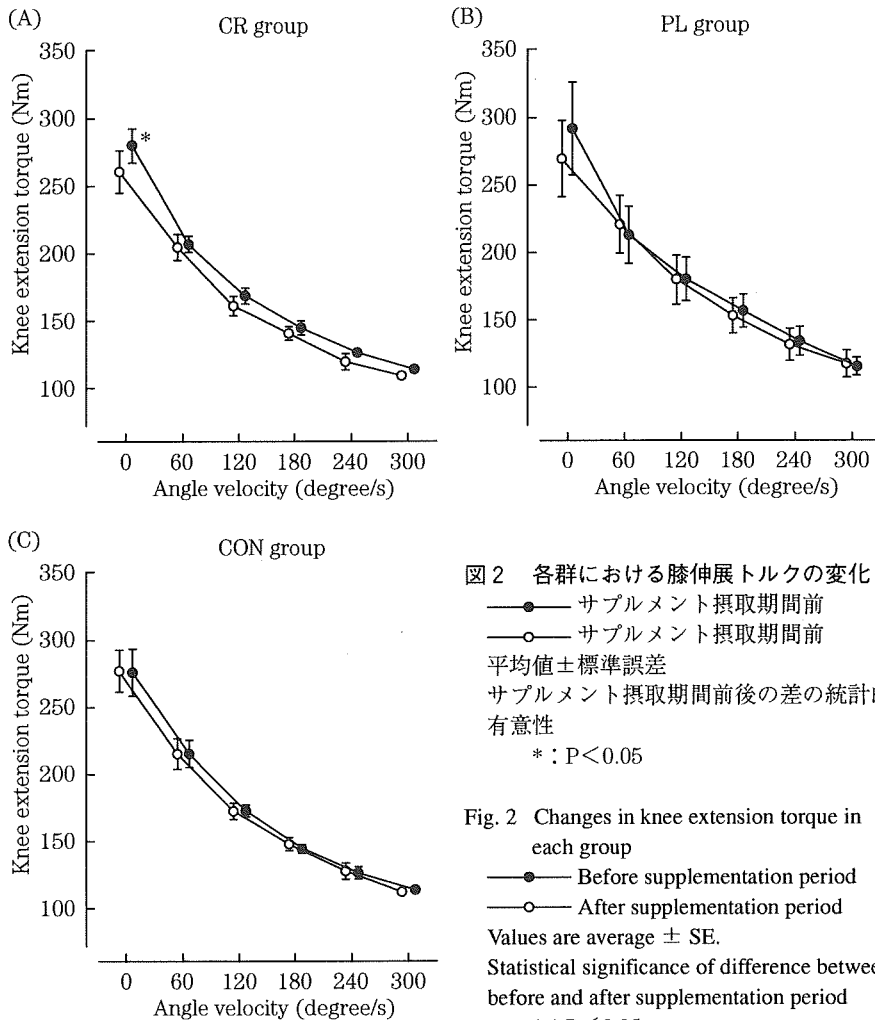 (A)
CR group
Knee extension torque (Nm)
350
300
250
200
150
100
*
0 60 120 180 240 300
Angle velocity (degree/s)
(B)
PL group
Knee extension torque (Nm)
350
300
250
200
150
100
0 60 120 180 240 300
Angle velocity (degree/s)
(C)
CON group
Knee extension torque (Nm)
350
300
250
200
150
100
0 60 120 180 240 300
Angle velocity (degree/s)
図2 各群における膝伸展トルクの変化
サプルメント摂取期間前
サプルメント摂取期間前
平均値±標準誤差
サプルメント摂取期間前後の差の統計
有意性
*:P<0.05
Fig. 2 Changes in knee extension torque in
each group
Before supplementation period
After supplementation period
Values are average ± SE.
Statistical significance of difference betwee
before and after supplementation period